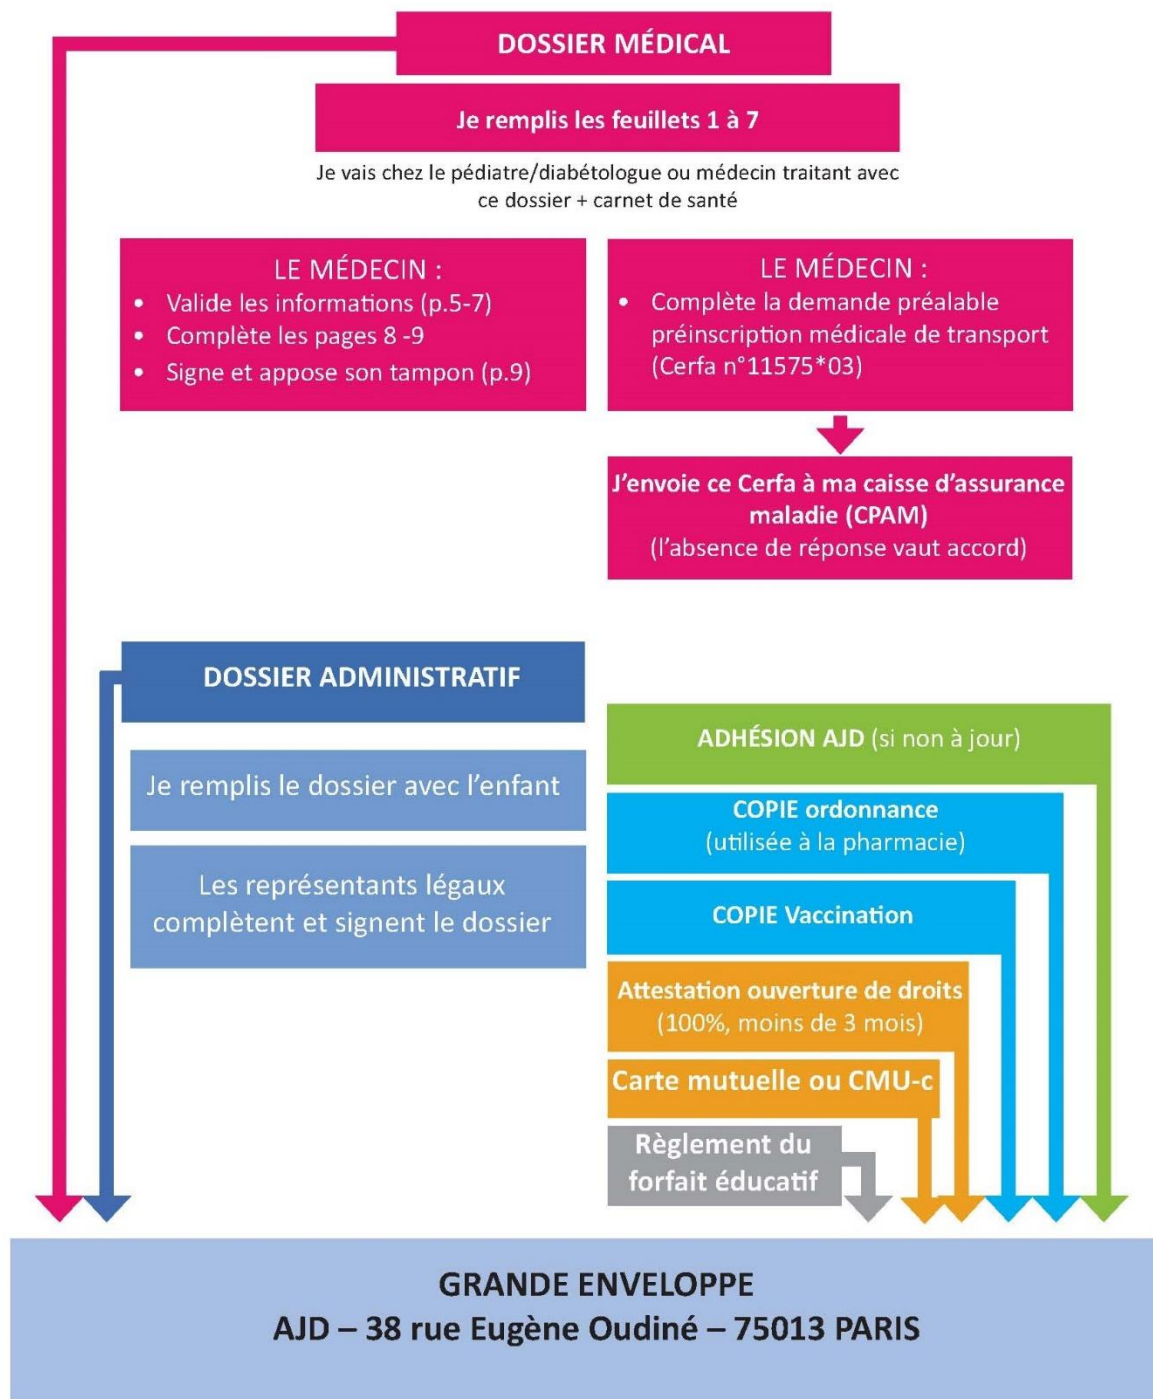 DOSSIER MÉDICAL
Je remplis les feuillets 1 à 7
Je vais chez le pédiatre/diabétologue ou médecin traitant avec
ce dossier + carnet de santé
LE MÉDECIN :
• Valide les informations (p.5-7)
• Complète les pages 8 -9
• Signe et appose son tampon (p.9)
LE MÉDECIN :
• Complète la demande préalable
préinscription médicale de transport
(Cerfa n°11575*03)
J'envoie ce Cerfa à ma caisse d'assurance
maladie (CPAM)
(l'absence de réponse vaut accord)
DOSSIER ADMINISTRATIF
Je remplis le dossier avec l'enfant
Les représentants légaux
complètent et signent le dossier
ADHÉSION AJD (si non à jour)
COPIE ordonnance
(utilisée à la pharmacie)
COPIE Vaccination
Attestation ouverture de droits
(100%, moins de 3 mois)
Carte mutuelle ou CMU-c
Règlement du
forfait éducatif
GRANDE ENVELOPPE
AJD – 38 rue Eugène Oudiné – 75013 PARIS